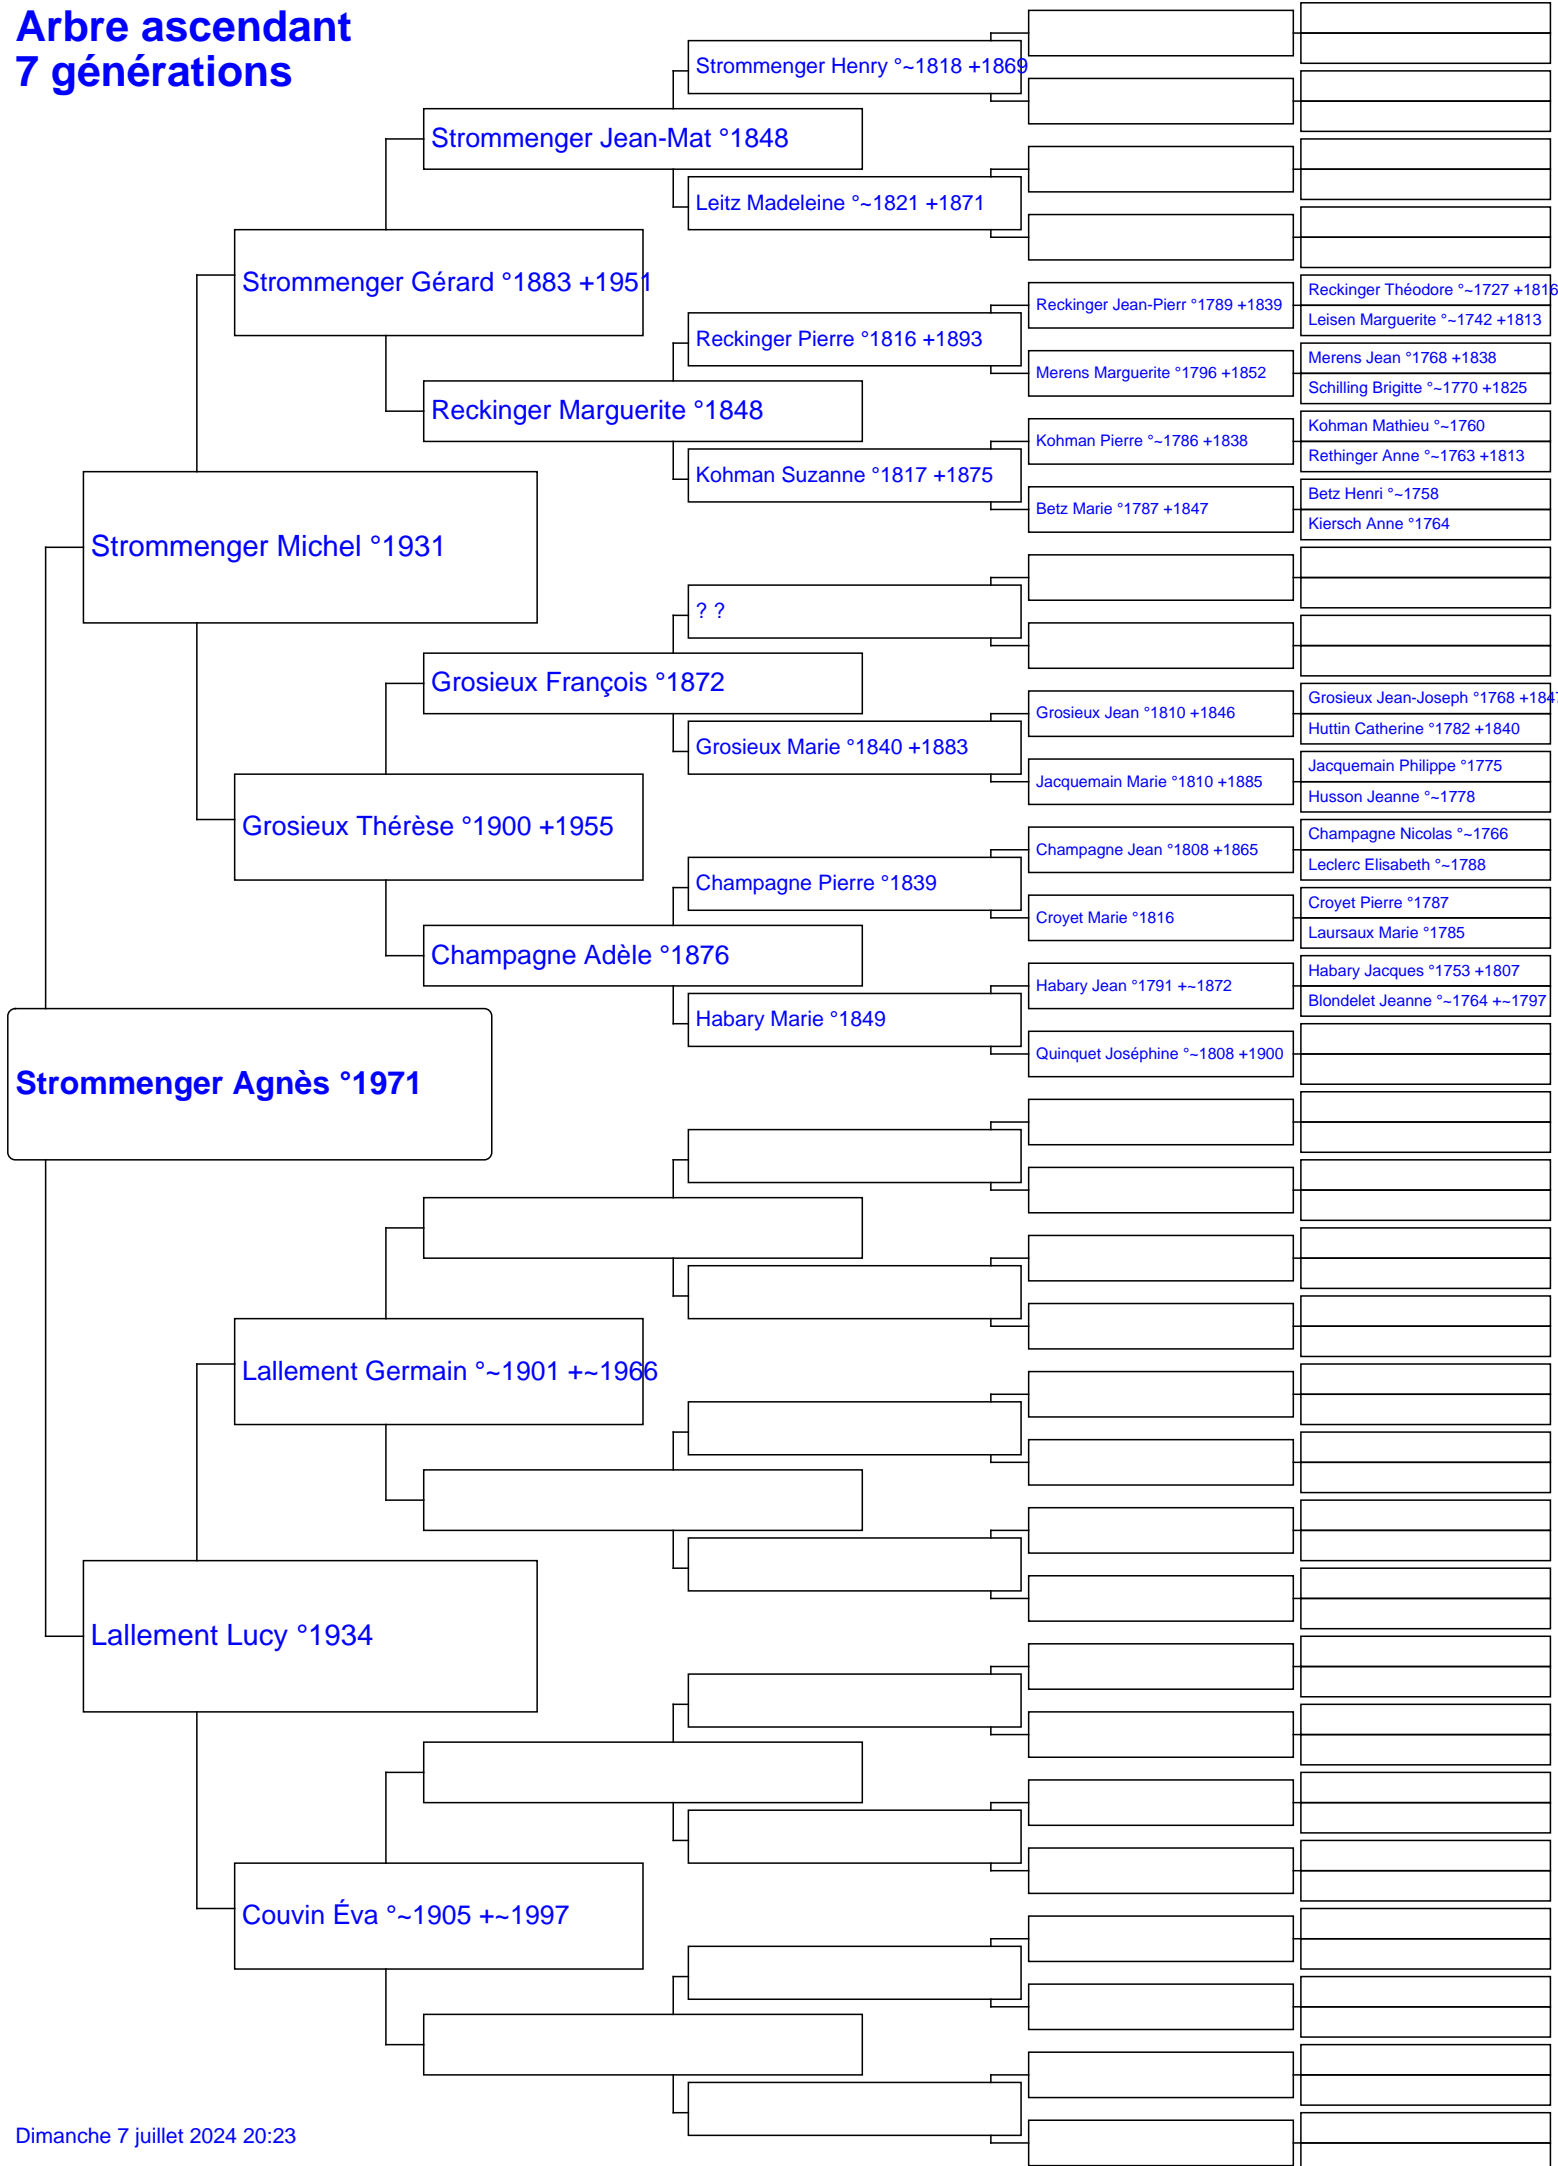 Arbre ascendant
7 générations
Strommenger Henry °~1818 +1869
Strommenger Jean-Mat °1848
Leitz Madeleine °~1821 +1871
Strommenger Gérard °1883 +1951
Reckinger Théodore °~1727 +1816
Reckinger Jean-Pierr °1789 +1839
Leisen Marguerite °~1742 +1813
Reckinger Pierre °1816 +1893
Merens Jean °1768 +1838
Merens Marguerite °1796 +1852
Schilling Brigitte °~1770 +1825
Reckinger Marguerite °1848
Kohman Mathieu °~1760
Kohman Pierre °~1786 +1838
Rethinger Anne °~1763 +1813
Kohman Suzanne °1817 +1875
Betz Henri °~1758
Betz Marie °1787 +1847
Kiersch Anne °1764
Strommenger Michel °1931
? ?
Grosieux François °1872
Grosieux Jean-Joseph °1768 +184
Grosieux Jean °1810 +1846
Huttin Catherine °1782 +1840
Grosieux Marie °1840 +1883
Jacquemain Philippe °1775
Jacquemain Marie °1810 +1885
Husson Jeanne °~1778
Grosieux Thérèse °1900 +1955
Champagne Nicolas °~1766
Champagne Jean °1808 +1865
Leclerc Elisabeth °~1788
Champagne Pierre °1839
Croyet Pierre °1787
Croyet Marie °1816
Laursaux Marie °1785
Champagne Adèle °1876
Habary Jacques °1753 +1807
Habary Jean °1791 +~1872
Blondelet Jeanne °~1764 +~1797
Habary Marie °1849
Quinquet Joséphine °~1808 +1900
Strommenger Agnès °1971
Lallement Germain °~1901 +~1966
Lallement Lucy °1934
Couvin Éva °~1905 +~1997
Dimanche 7 juillet 2024 20:23